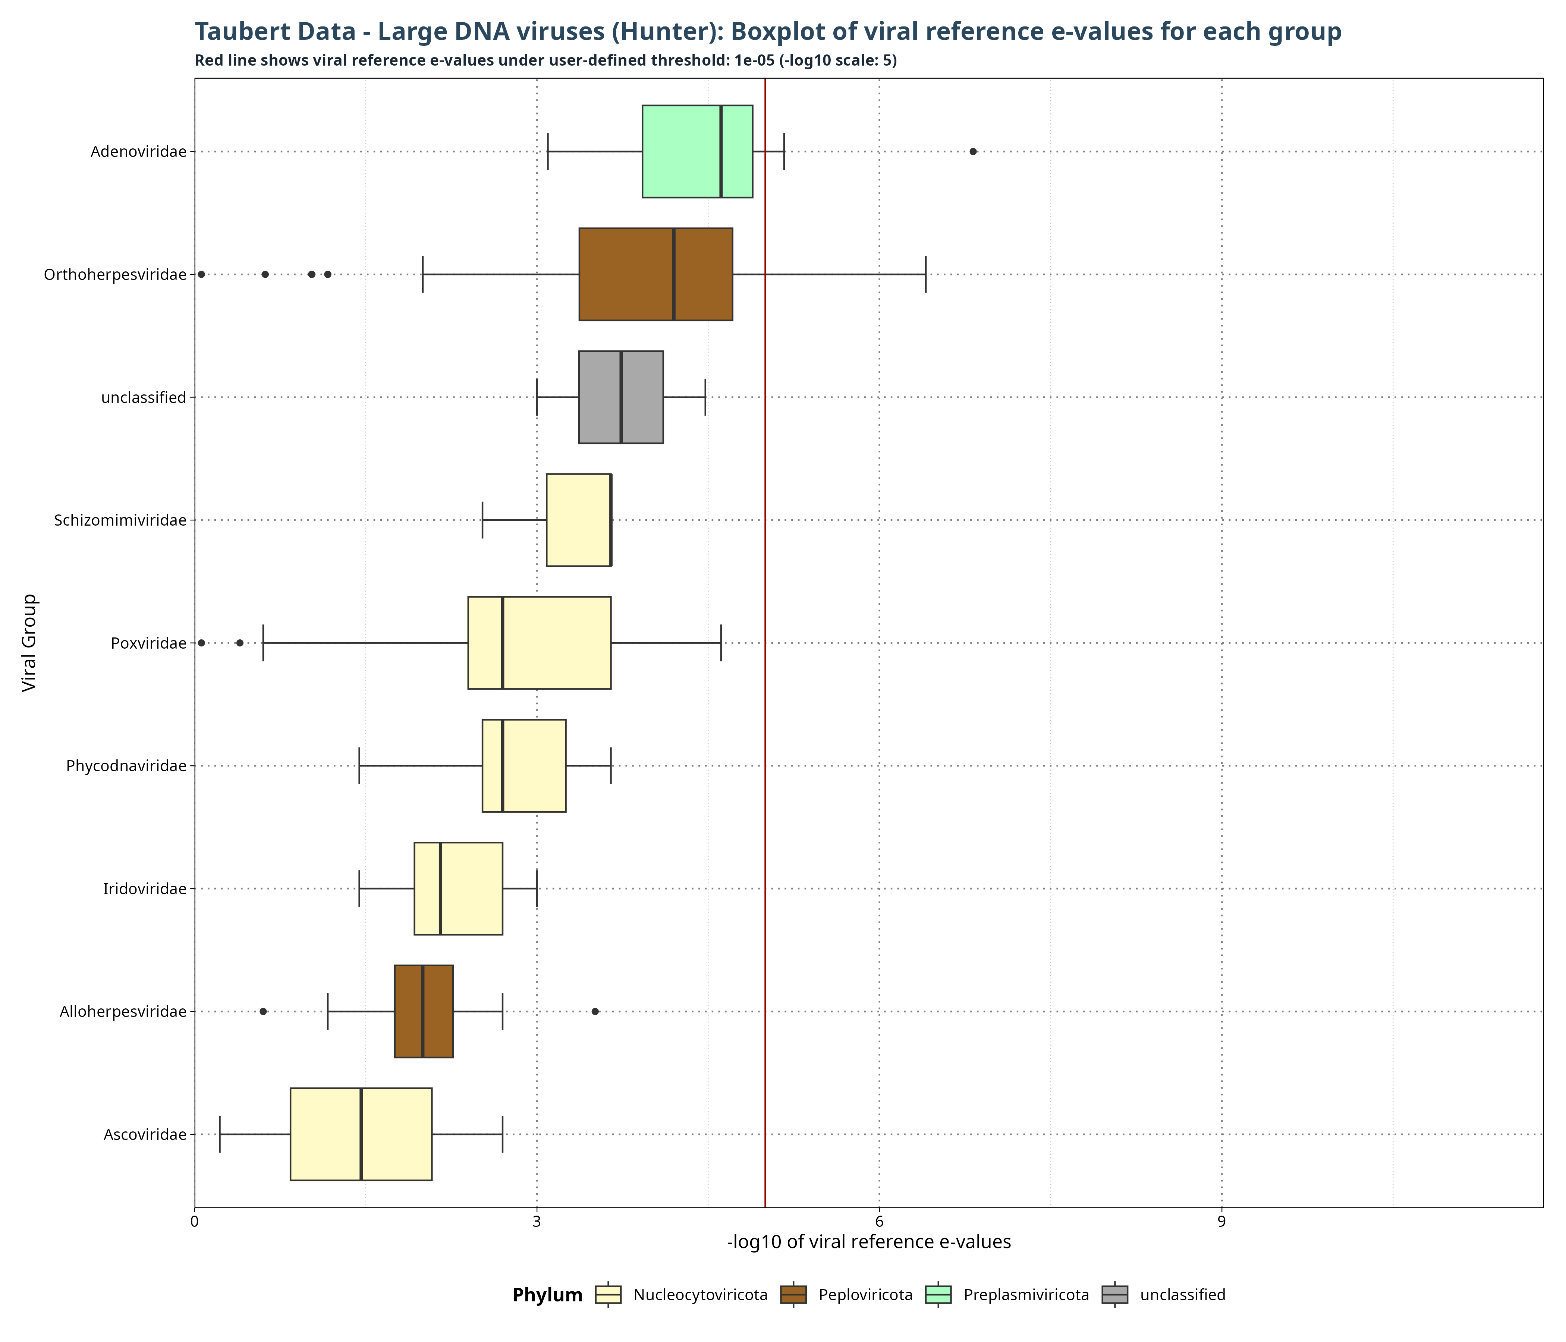 Taubert Data - Large DNA viruses (Hunter): Boxplot of viral reference e-values for each group
Red line shows viral reference e-values under user-defined threshold: 1e-05 (-log10 scale: 5)
Viral Group
Adenoviridae
Orthoherpesviridae
unclassified
Schizomimiviridae
Poxviridae
Phycodnaviridae
Iridoviridae
Alloherpesviridae
Ascoviridae
0 3 6 9
-log10 of viral reference e-values
Phylum Nucleocytoviricota Peploviricota Preplasmiviricota unclassified